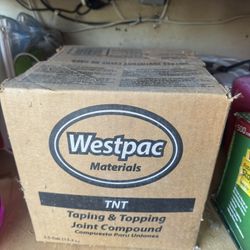 Westpac
Materials
TNT
Taping & Topping
Joint Compound
Compuesto Para Uniones